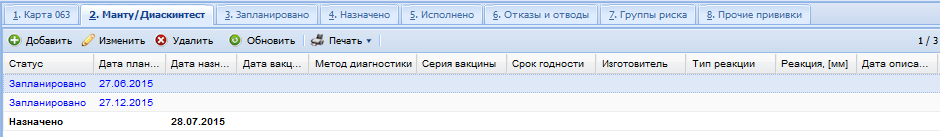 1. Карта 063 2. Манту/Диаскинтест 3. Запланировано 4. Назначено 5. Исполнено 6. Отказы и отводы 7. Группы риска 8. Прочие прививки
Добавить Изменить Удалить Обновить Печать 1 / 3
Статус Дата план... Дата назн... Дата вакц... Метод диагностики Серия вакцины Срок годности Изготовитель Тип реакции Реакция, [мм] Дата описа...
Запланировано 27.06.2015
Запланировано 27.12.2015
Назначено 28.07.2015